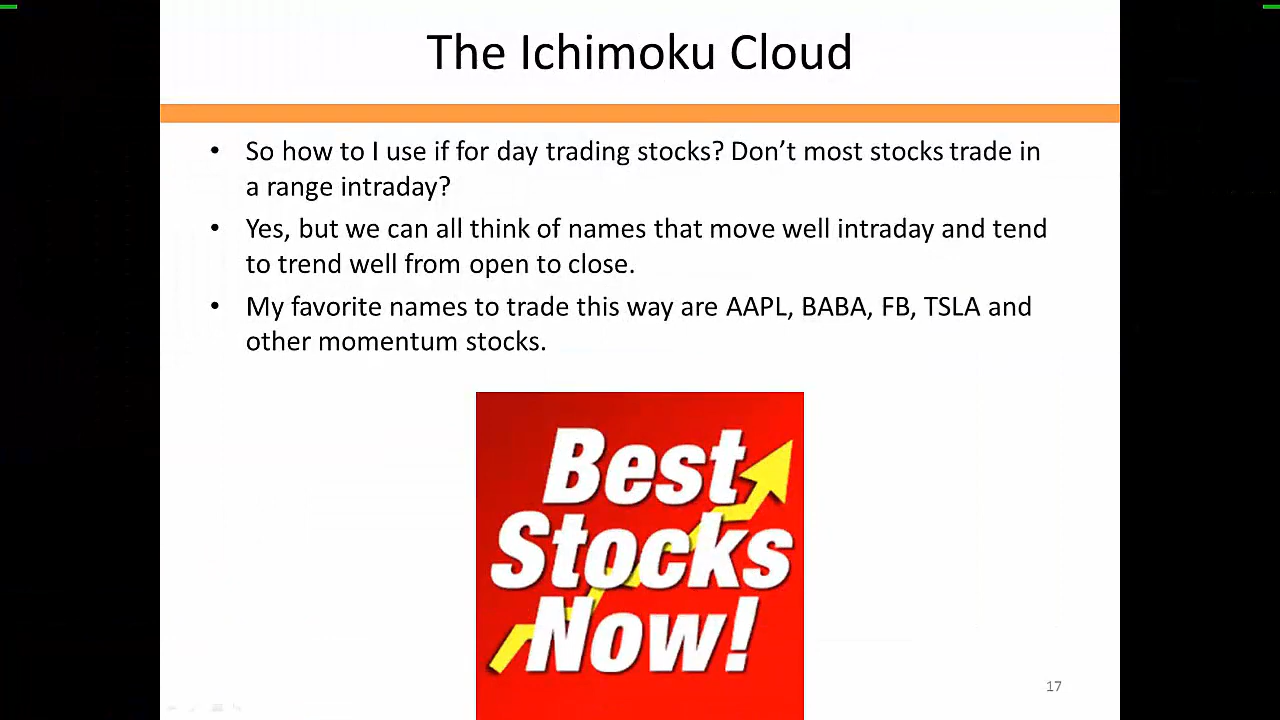 The Ichimoku Cloud
• So how to I use if for day trading stocks? Don’t most stocks trade in
a range intraday?
• Yes, but we can all think of names that move well intraday and tend
to trend well from open to close.
• My favorite names to trade this way are AAPL, BABA, FB, TSLA and
other momentum stocks.
Best
Stocks
Now!
17